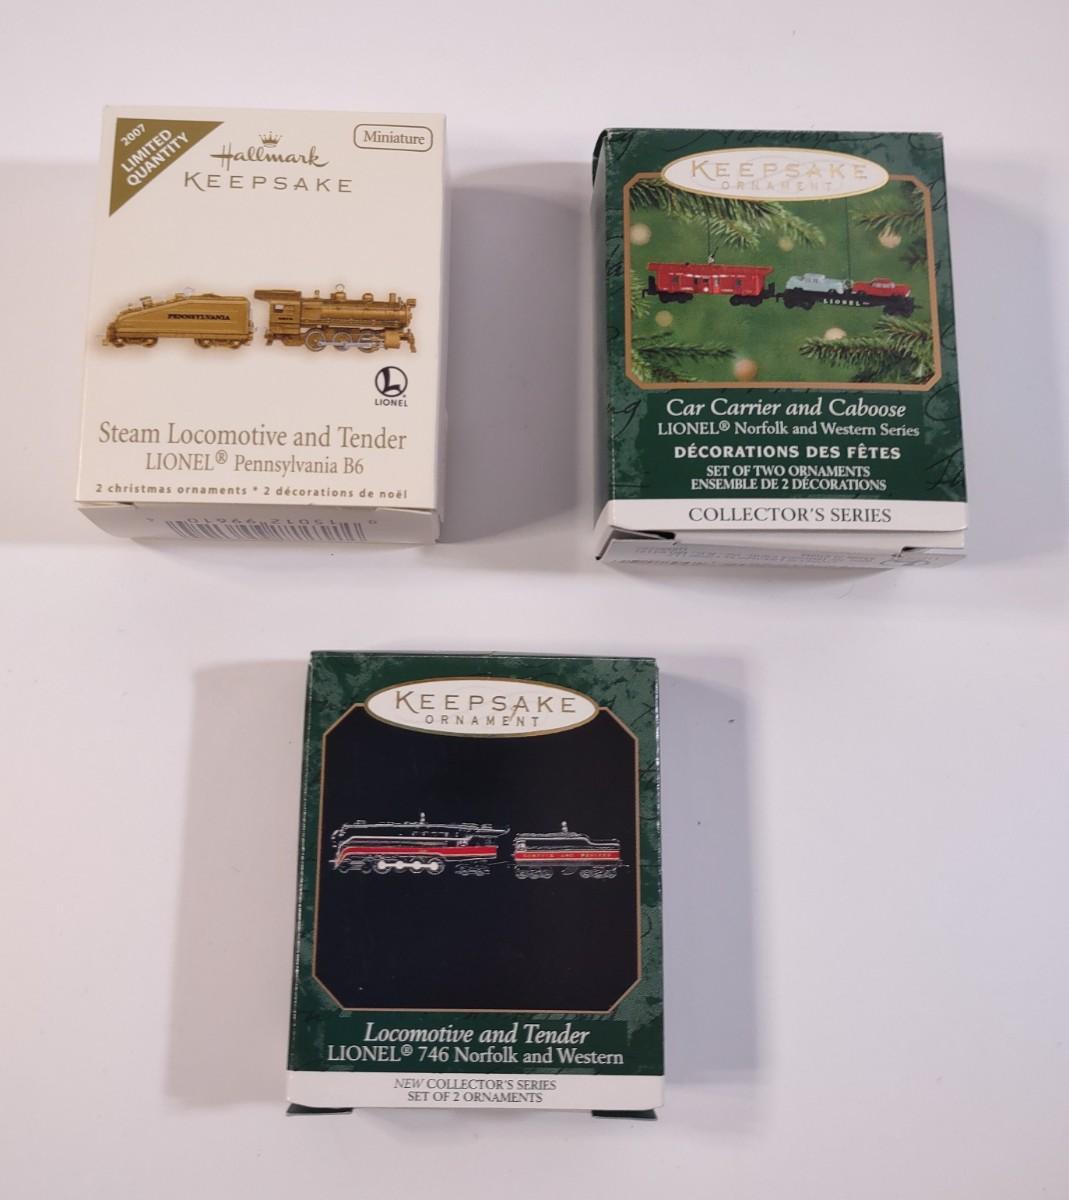 2007
LIMITED
QUANTITY
Hallmark
KEEPSAKE
Miniature
PENNSYLVANIA
L
LIONEL
Steam Locomotive and Tender
LIONEL® Pennsylvania B6
2 christmas ornaments * 2 décorations de noël
KEEPSAKE
ORNAMENT
LIONEL
Car Carrier and Caboose
LIONEL® Norfolk and Western Series
DÉCORATIONS DES FÊTES
SET OF TWO ORNAMENTS
ENSEMBLE DE 2 DÉCORATIONS
COLLECTOR'S SERIES
KEEPSAKE
ORNAMENT
NORFOLK AND WESTERN
Locomotive and Tender
LIONEL® 746 Norfolk and Western
NEW COLLECTOR'S SERIES
SET OF 2 ORNAMENTS